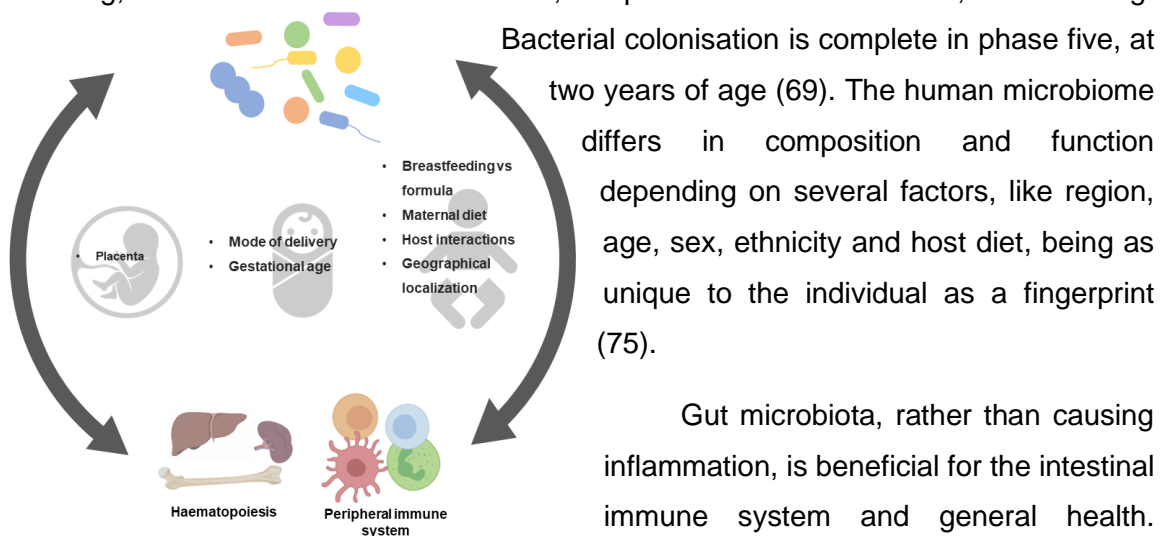 Bacterial colonisation is complete in phase five, at
two years of age (69). The human microbiome
differs in composition and function
depending on several factors, like region,
age, sex, ethnicity and host diet, being as
unique to the individual as a fingerprint
(75).
Gut microbiota, rather than causing
inflammation, is beneficial for the intestinal
immune system and general health.
• Placenta
• Mode of delivery
• Gestational age
• Breastfeeding vs
formula
• Maternal diet
• Host interactions
• Geographical
localization
Haematopoiesis
Peripheral immune
system